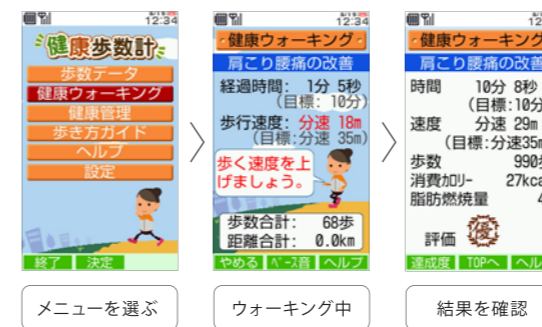 12:34
健康歩数計
歩数データ
健康ウォーキング
健康管理
歩き方ガイド
ヘルプ
設定
終了 決定
メニューを選ぶ
12:34
健康ウォーキング
肩こり腰痛の改善
経過時間: 1分 5秒
(目標: 10分)
歩行速度: 分速 18m
(目標:分速 35m)
歩く速度を上
げましょう。
歩数合計: 68歩
距離合計: 0.0km
やめる ペース音 ヘルプ
ウォーキング中
健康ウォーキング
肩こり腰痛の改
時間 10分 8秒
(目標:10分
速度 分速 29m
(目標:分速35m
歩数 990歩
消費カロリー 27kca
脂肪燃焼量 4
評価 優
達成度 TOPへ ヘル
結果を確認